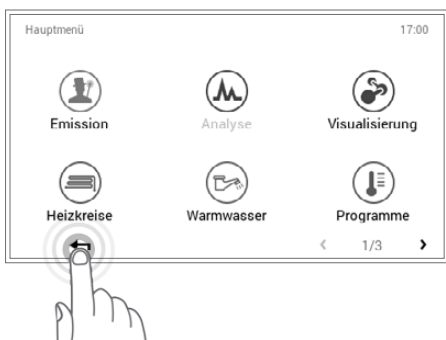 Hauptmenü 17:00
Emission Analyse Visualisierung
Heizkreise Warmwasser Programme
1/3